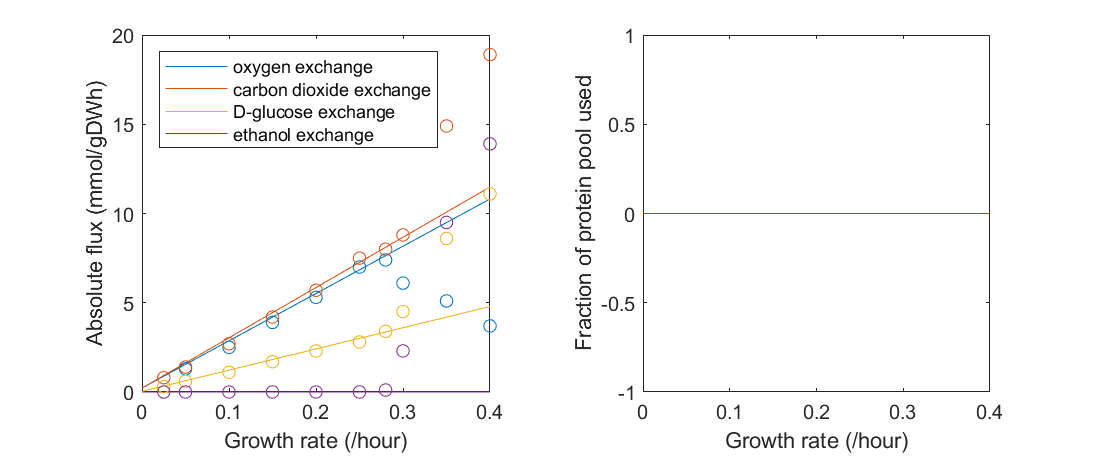 20
15
10
5
0
0
0.1
0.2
0.3
0.4
Absolute flux (mmol/gDWh)
Growth rate (/hour)
oxygen exchange
carbon dioxide exchange
D-glucose exchange
ethanol exchange
1
0.5
0
-0.5
-1
0
0.1
0.2
0.3
0.4
Fraction of protein pool used
Growth rate (/hour)